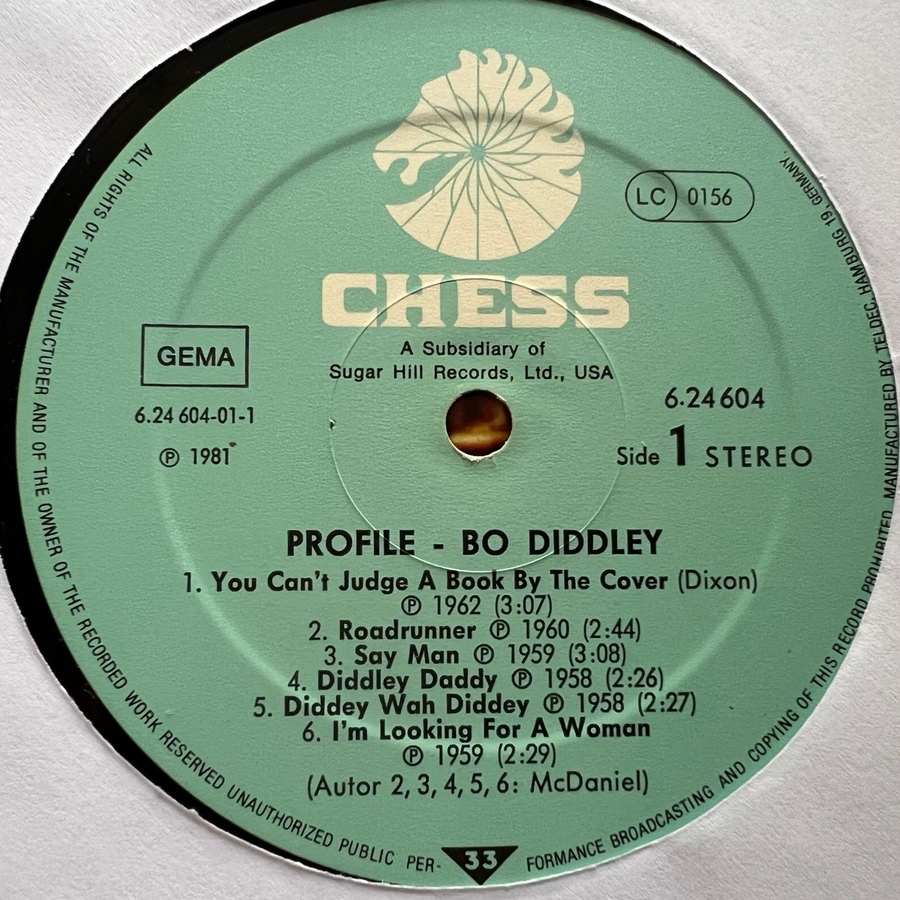 CHESS
A Subsidiary of
Sugar Hill Records, Ltd., USA
LC 0156
GEMA
6.24 604-01-1
℗ 1981
6.24604
Side 1 STEREO
PROFILE - BO DIDDLEY
1. You Can't Judge A Book By The Cover (Dixon)
℗ 1962 (3:07)
2. Roadrunner ℗ 1960 (2:44)
3. Say Man ℗ 1959 (3:08)
4. Diddley Daddy ℗ 1958 (2:26)
5. Diddey Wah Diddey ℗ 1958 (2:27)
6. I'm Looking For A Woman
℗ 1959 (2:29)
(Autor 2, 3, 4, 5, 6: McDaniel)
33
ALL RIGHTS OF THE MANUFACTURER AND OF THE OWNER OF THE RECORDED WORK RESERVED UNAUTHORIZED PUBLIC PER-FORMANCE BROADCASTING AND COPYING OF THIS RECORD PROHIBITED MANUFACTURED BY TELDEC, HAMBURG 19, GERMANY